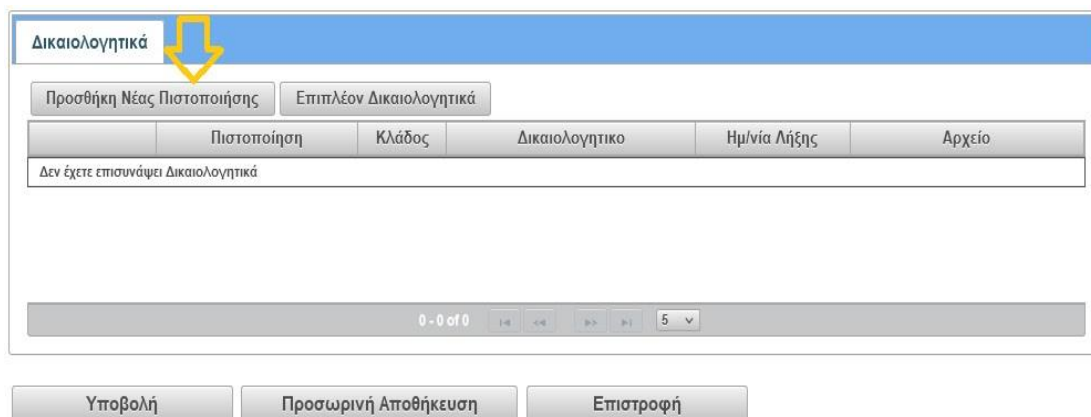 Δικαιολογητικά
Προσθήκη Νέας Πιστοποιήσης Επιπλέον Δικαιολογητικά
Πιστοποίηση Κλάδος Δικαιολογητικο Ημ/νία Λήξης Αρχείο
Δεν έχετε επισυνάψει Δικαιολογητικά
0 - 0 of 0 5
Υποβολή Προσωρινή Αποθήκευση Επιστροφή